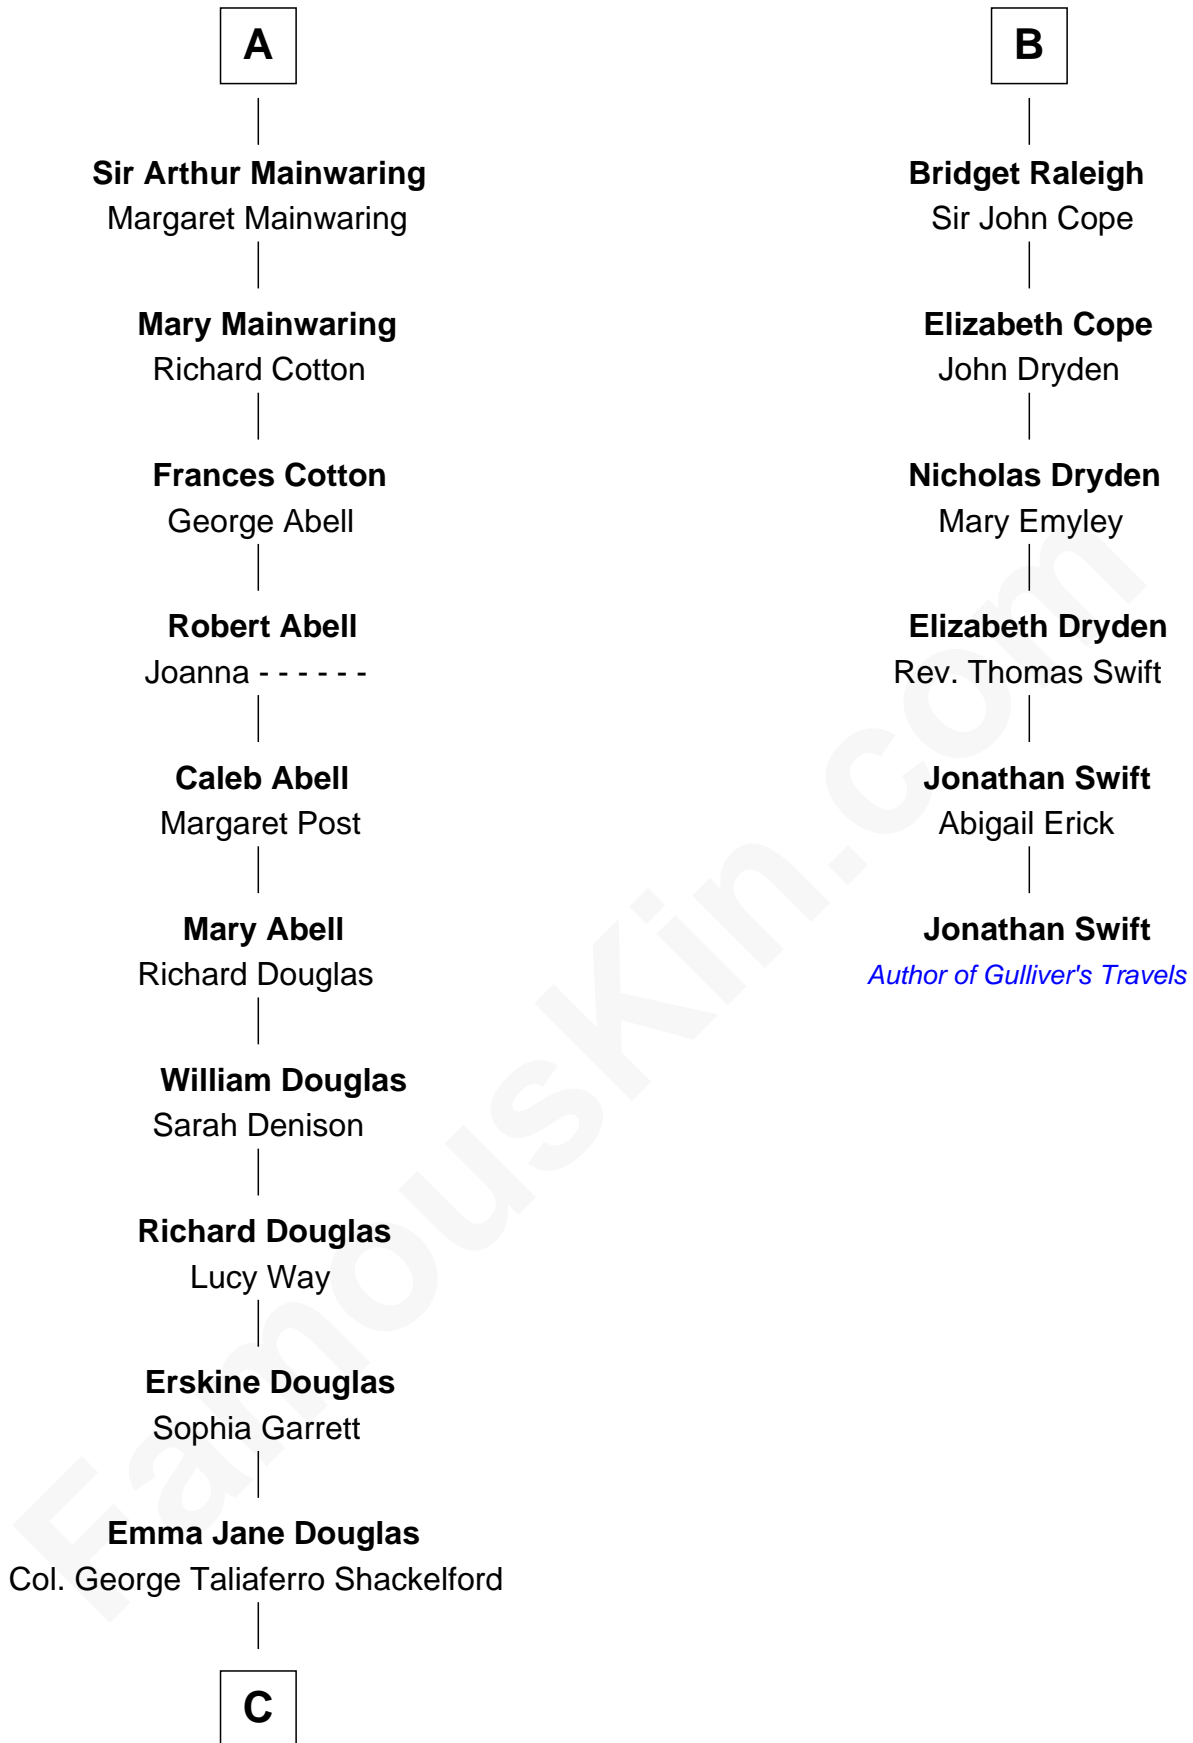 A
Sir Arthur Mainwaring
Margaret Mainwaring
Mary Mainwaring
Richard Cotton
Frances Cotton
George Abell
Robert Abell
Joanna - - - - - -
Caleb Abell
Margaret Post
Mary Abell
Richard Douglas
William Douglas
Sarah Denison
Richard Douglas
Lucy Way
Erskine Douglas
Sophia Garrett
Emma Jane Douglas
Col. George Taliaferro Shackelford
C
B
Bridget Raleigh
Sir John Cope
Elizabeth Cope
John Dryden
Nicholas Dryden
Mary Emyley
Elizabeth Dryden
Rev. Thomas Swift
Jonathan Swift
Abigail Erick
Jonathan Swift
Author of Gulliver's Travels
FamousKin.com